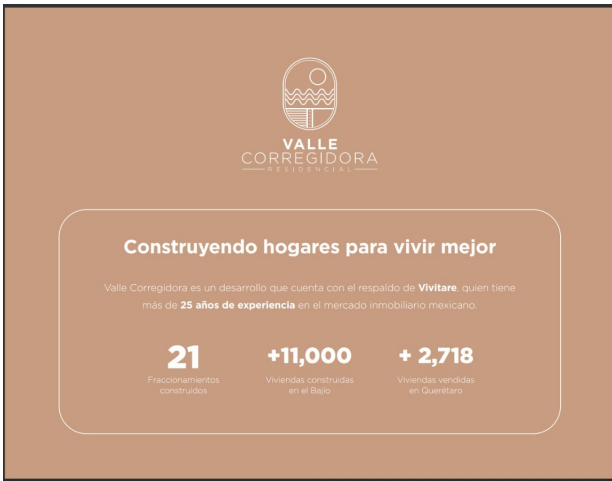 VALLE
CORREGIDORA
RESIDENCIAL
Construyendo hogares para vivir mejor
Valle Corregidora es un desarrollo que cuenta con el respaldo de Vivitare, quien tiene
más de 25 años de experiencia en el mercado inmobiliario mexicano.
21 +11,000 + 2,718
Fraccionamientos Viviendas construidas Viviendas vendidas
construidos en el Bajío en Querétaro